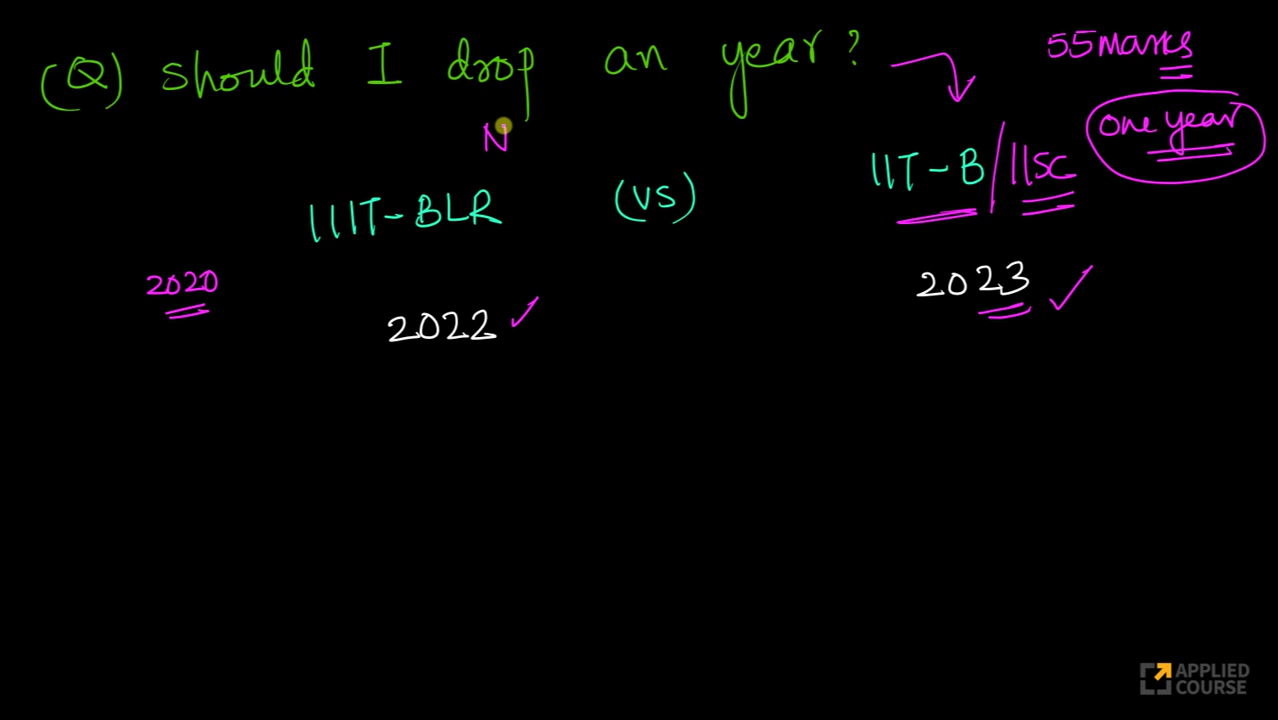 (Q) should I drop an year?
55 marks
one year
N
IIIT-BLR (vs) IIT-B/IISC
2020
2022
2023
APPLIED
COURSE